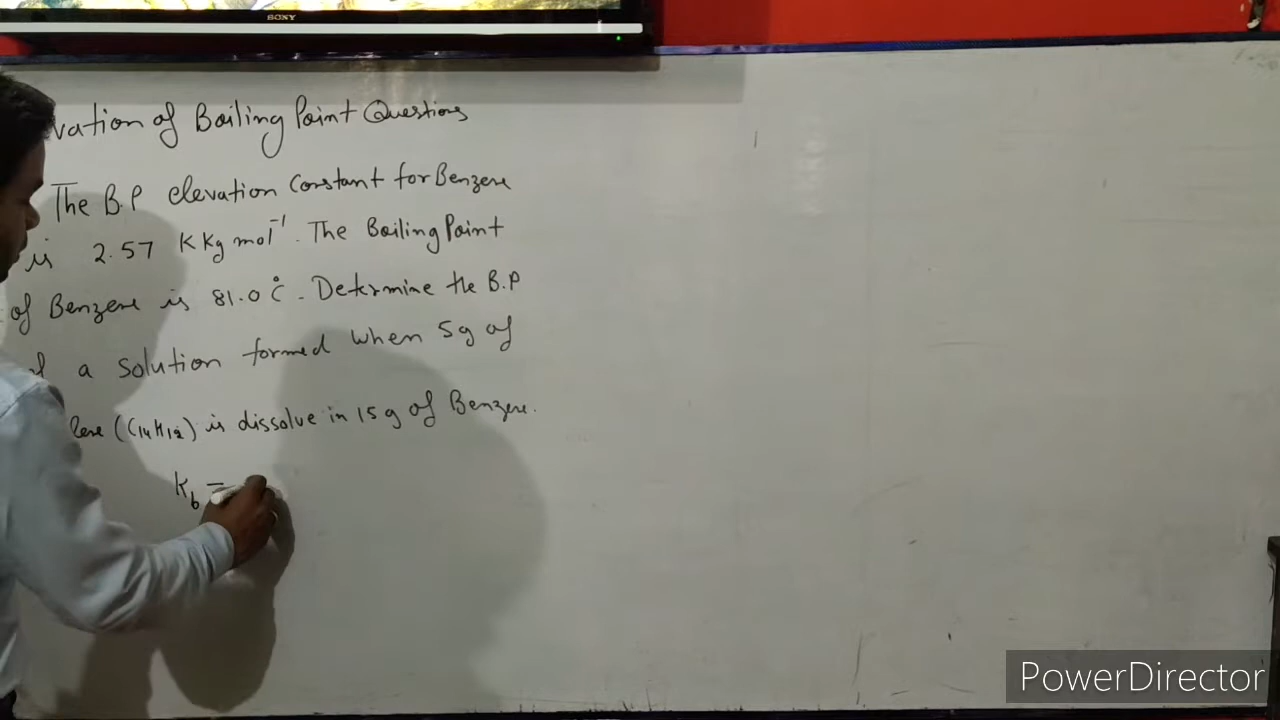 SONY
vation of Boiling Point Questions
The B.P elevation Constant for Benzene
is 2.57 K Kg mol⁻¹. The Boiling Point
of Benzene is 81.0°C. Determine the B.P
of a solution formed when 5g of
lene (C14H12) is dissolve in 15g of Benzene.
Kb =
PowerDirector